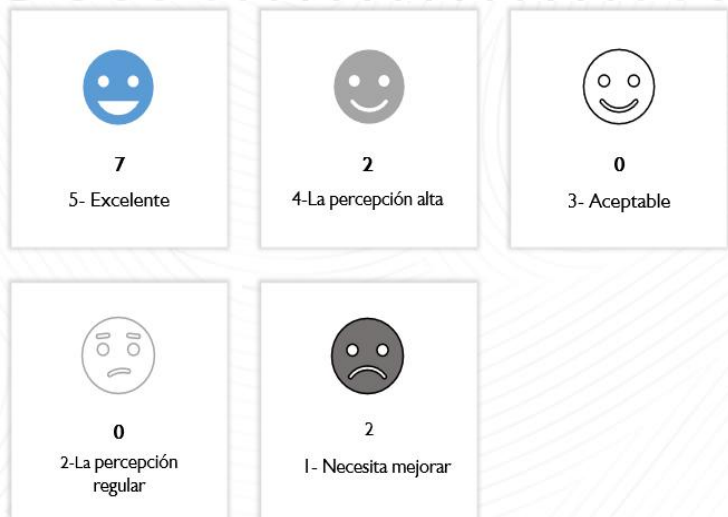 7
5- Excelente
2
4-La percepción alta
0
3- Aceptable
0
2-La percepción
regular
2
1- Necesita mejorar